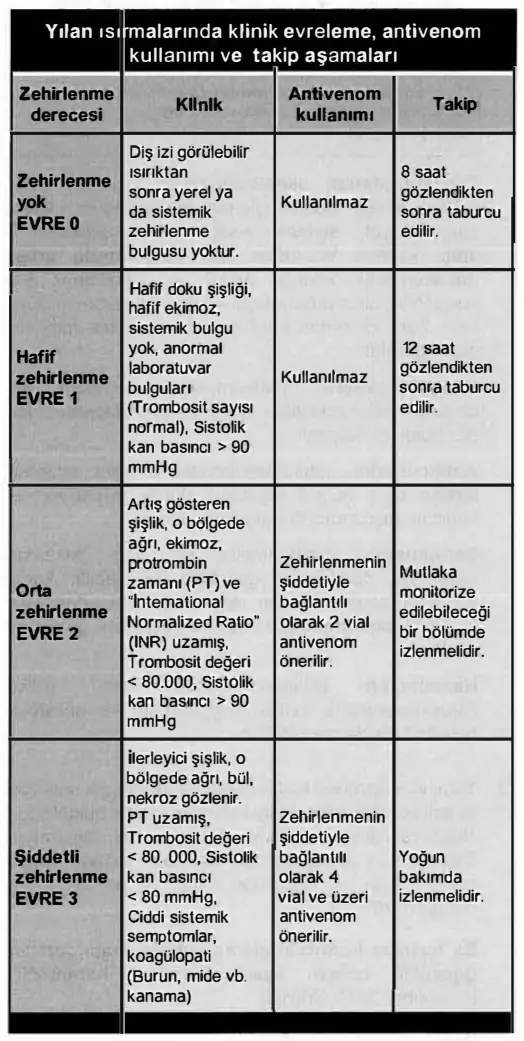 Yılan ısırmalarında klinik evreleme, antivenom
kullanımı ve takip aşamaları
Zehirlenme
derecesi
Klinik
Antivenom
kullanımı
Takip
Zehirlenme
yok
EVRE 0
Diş izi görülebilir
ısırıktan
sonra yerel ya
da sistemik
zehirlenme
bulgusu yoktur.
Kullanılmaz
8 saat
gözlendikten
sonra taburcu
edilir.
Hafif
zehirlenme
EVRE 1
Hafif doku şişliği,
hafif ekimoz,
sistemik bulgu
yok, anormal
laboratuvar
bulguları
(Trombosit sayısı
normal), Sistolik
kan basıncı > 90
mmHg
Kullanılmaz
12 saat
gözlendikten
sonra taburcu
edilir.
Orta
zehirlenme
EVRE 2
Artış gösteren
şişlik, o bölgede
ağrı, ekimoz,
protrombin
zamanı (PT) ve
“International
Normalized Ratio”
(INR) uzamış,
Trombosit değeri
< 80.000, Sistolik
kan basıncı > 90
mmHg
Zehirlenmenin
şiddetiyle
bağlantılı
olarak 2 vial
antivenom
önerilir.
Mutlaka
monitorize
edilebileceği
bir bölümde
izlenmelidir.
Şiddetli
zehirlenme
EVRE 3
İlerleyici şişlik, o
bölgede ağrı, bül,
nekroz gözlenir.
PT uzamış,
Trombosit değeri
< 80.000, Sistolik
kan basıncı
< 80 mmHg,
Ciddi sistemik
semptomlar,
koagülopati
(Burun, mide vb.
kanama)
Zehirlenmenin
şiddetiyle
bağlantılı
olarak 4
vial ve üzeri
antivenom
önerilir.
Yoğun
bakımda
izlenmelidir.